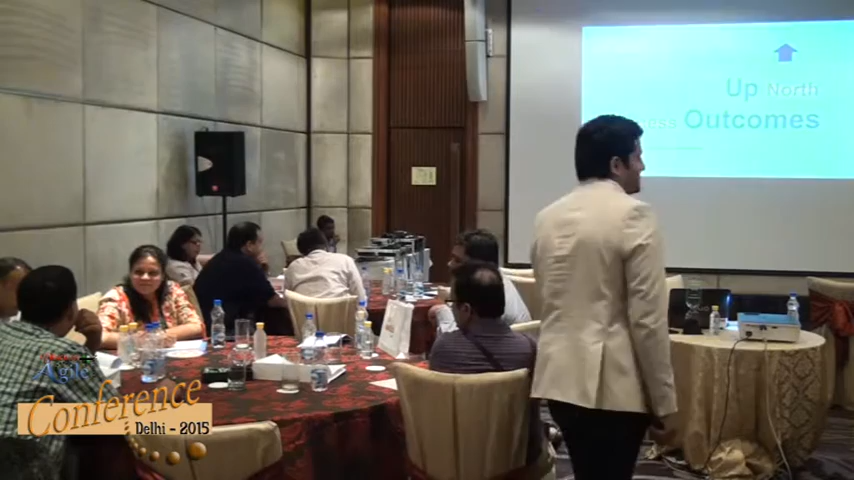 Up North
Outcomes
Agile
Conference
Delhi - 2015